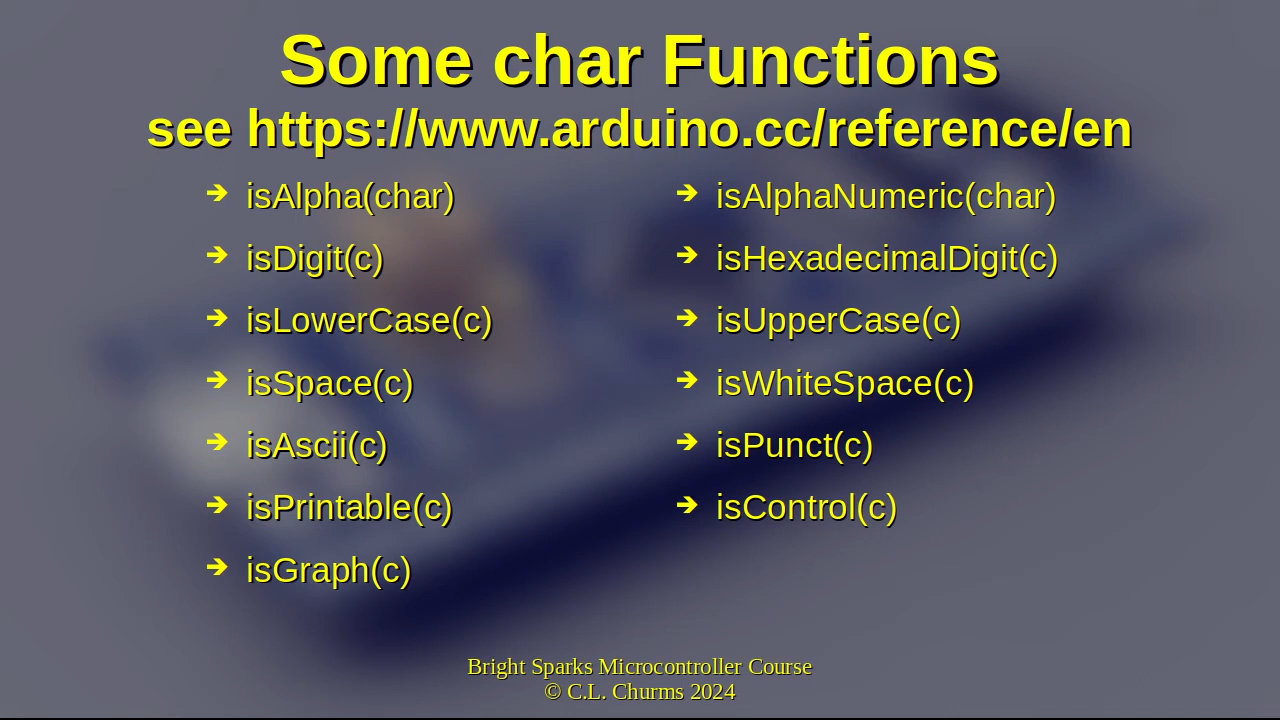 Some char Functions
see https://www.arduino.cc/reference/en
➔ isAlpha(char)
➔ isDigit(c)
➔ isLowerCase(c)
➔ isSpace(c)
➔ isAscii(c)
➔ isPrintable(c)
➔ isGraph(c)
➔ isAlphaNumeric(char)
➔ isHexadecimalDigit(c)
➔ isUpperCase(c)
➔ isWhiteSpace(c)
➔ isPunct(c)
➔ isControl(c)
Bright Sparks Microcontroller Course
© C.L. Churms 2024